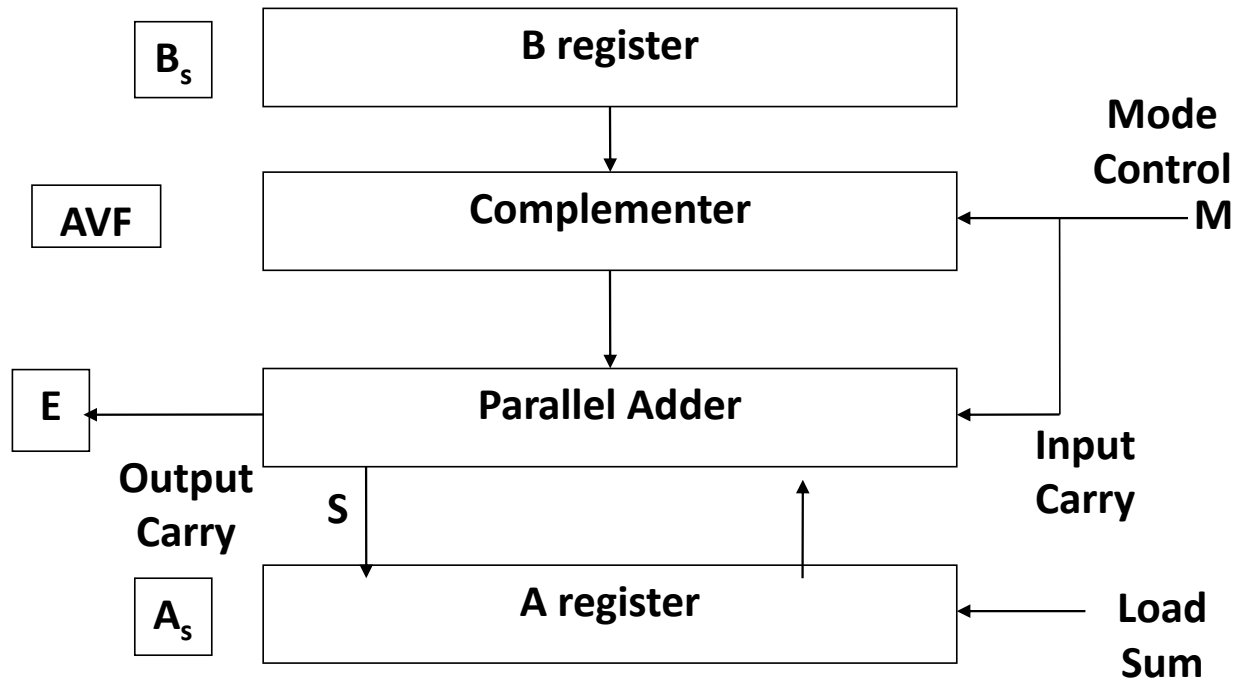 B register
Bₛ
Mode
Control
M
Complementer
AVF
Parallel Adder
E
Output
Carry
S
Input
Carry
A register
Aₛ
Load
Sum